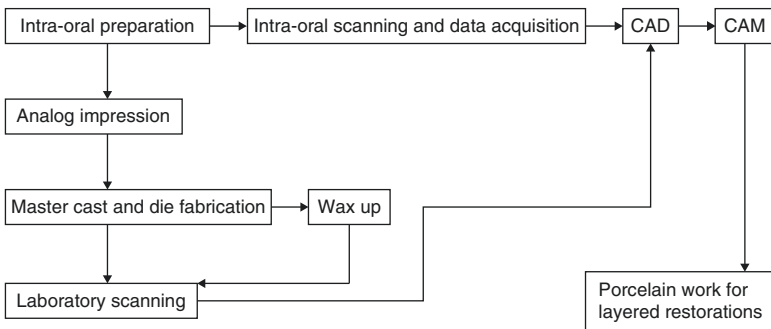 Intra-oral preparation
Intra-oral scanning and data acquisition
CAD
CAM
Analog impression
Master cast and die fabrication
Wax up
Laboratory scanning
Porcelain work for
layered restorations